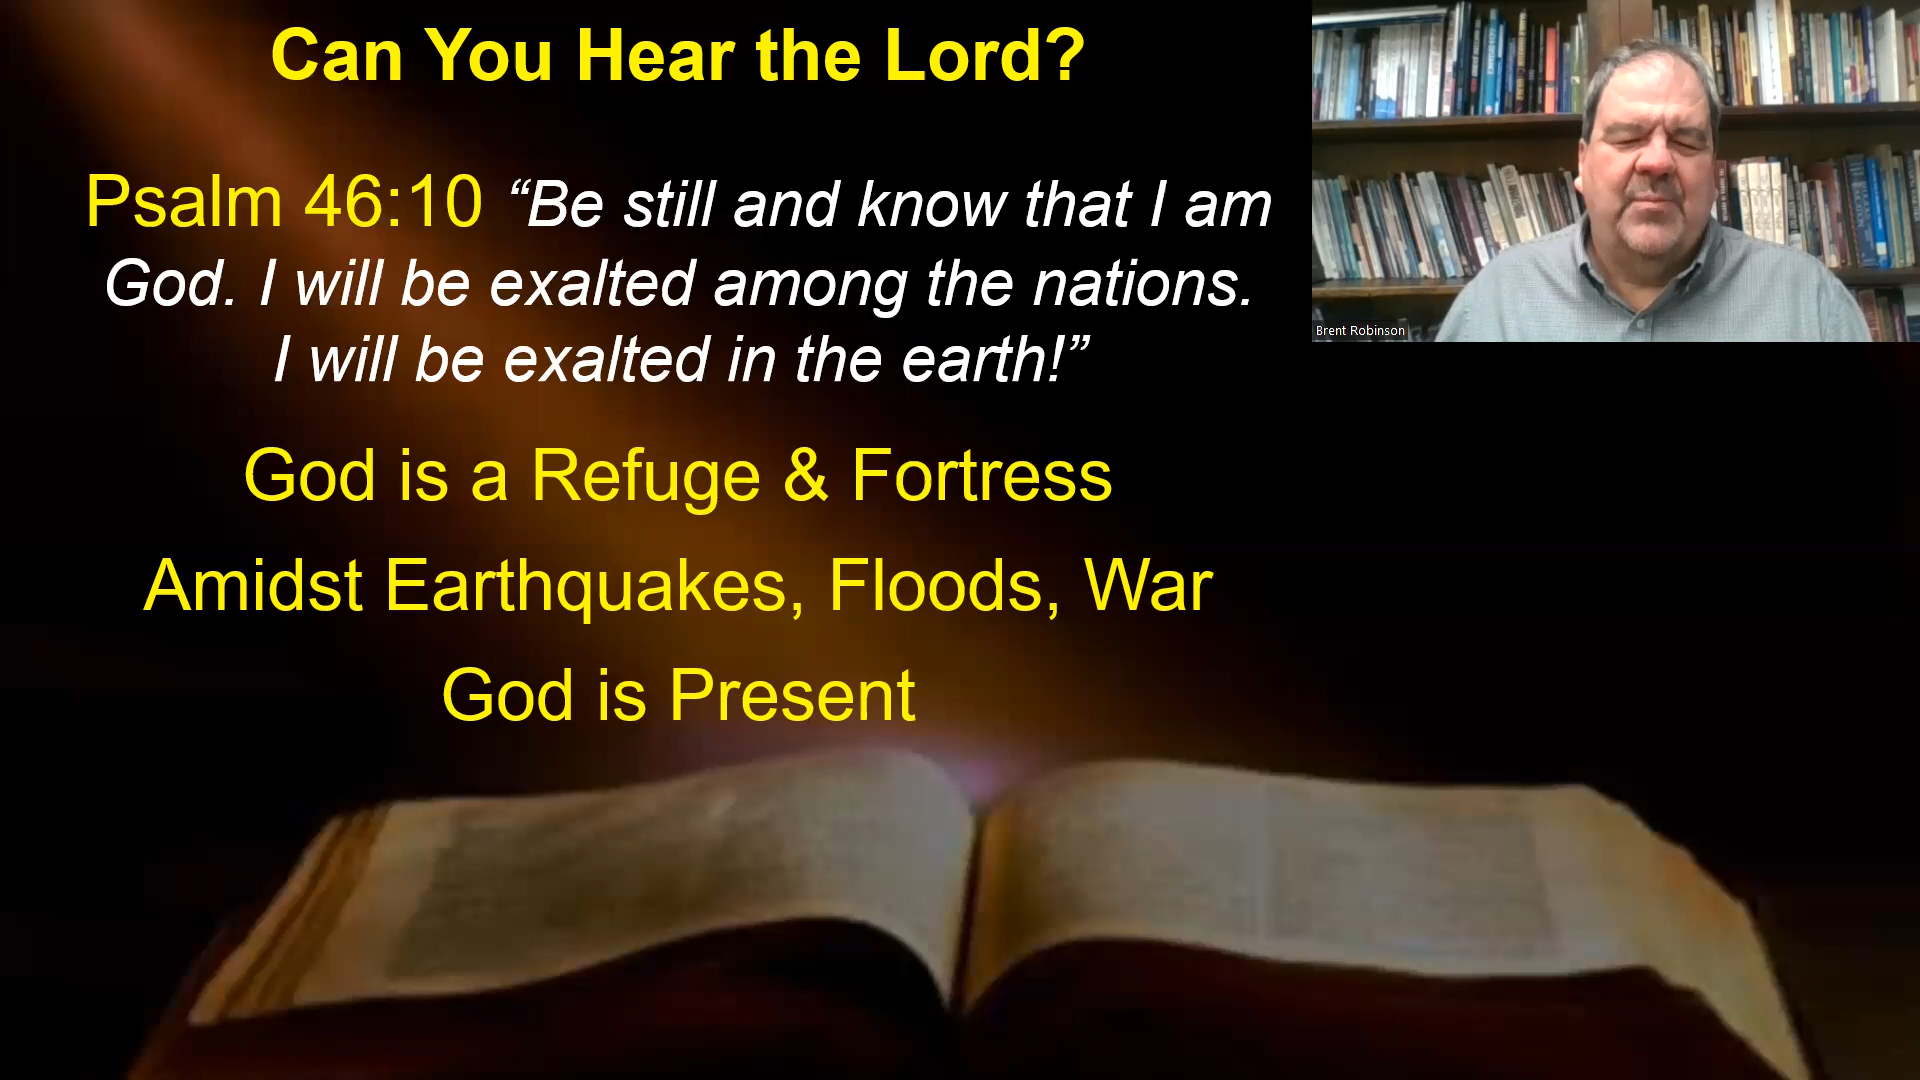 Can You Hear the Lord?
Psalm 46:10 “Be still and know that I am
God. I will be exalted among the nations.
I will be exalted in the earth!”
God is a Refuge & Fortress
Amidst Earthquakes, Floods, War
God is Present
Brent Robinson